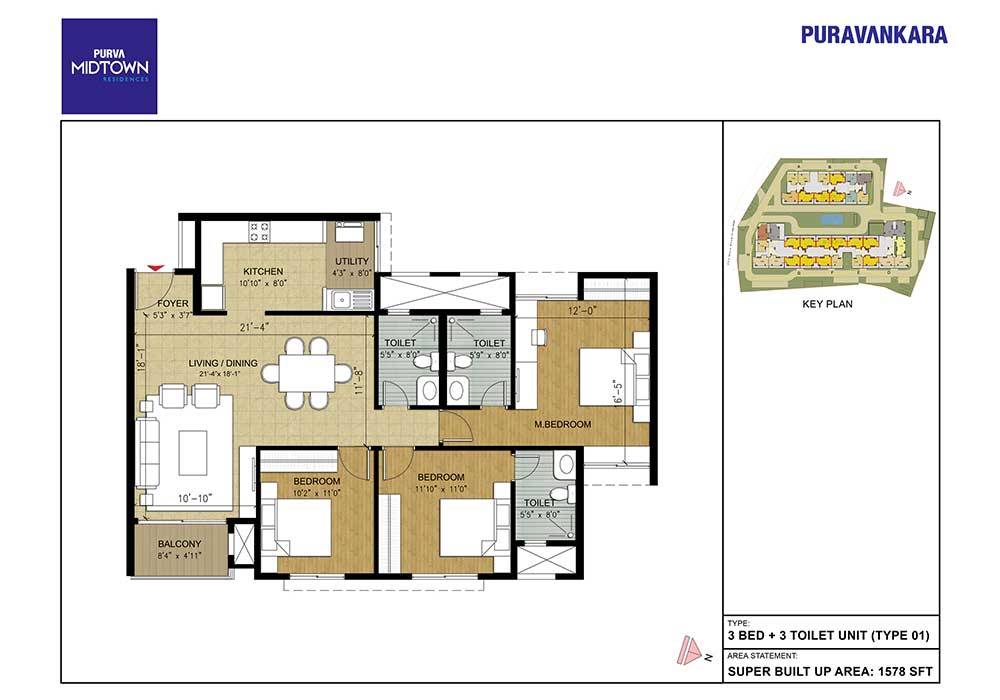 PURVA
MIDTOWN
RESIDENCES
PURAVANKARA
KITCHEN
10'10" x 8'0"
UTILITY
4'3" x 8'0"
FOYER
5'3" x 3'7"
21'-4"
18'-1"
LIVING / DINING
21'-4"x 18'-1"
11'-8"
TOILET
5'5" x 8'0"
TOILET
5'9" x 8'0"
12'-0"
16'-5"
M.BEDROOM
10'-10"
BEDROOM
10'2" x 11'0"
BEDROOM
11'10" x 11'0"
TOILET
5'5" x 8'0"
BALCONY
8'4" x 4'11"
N
A B C
N
KEY PLAN
TYPE:
3 BED + 3 TOILET UNIT (TYPE 01)
AREA STATEMENT:
SUPER BUILT UP AREA: 1578 SFT